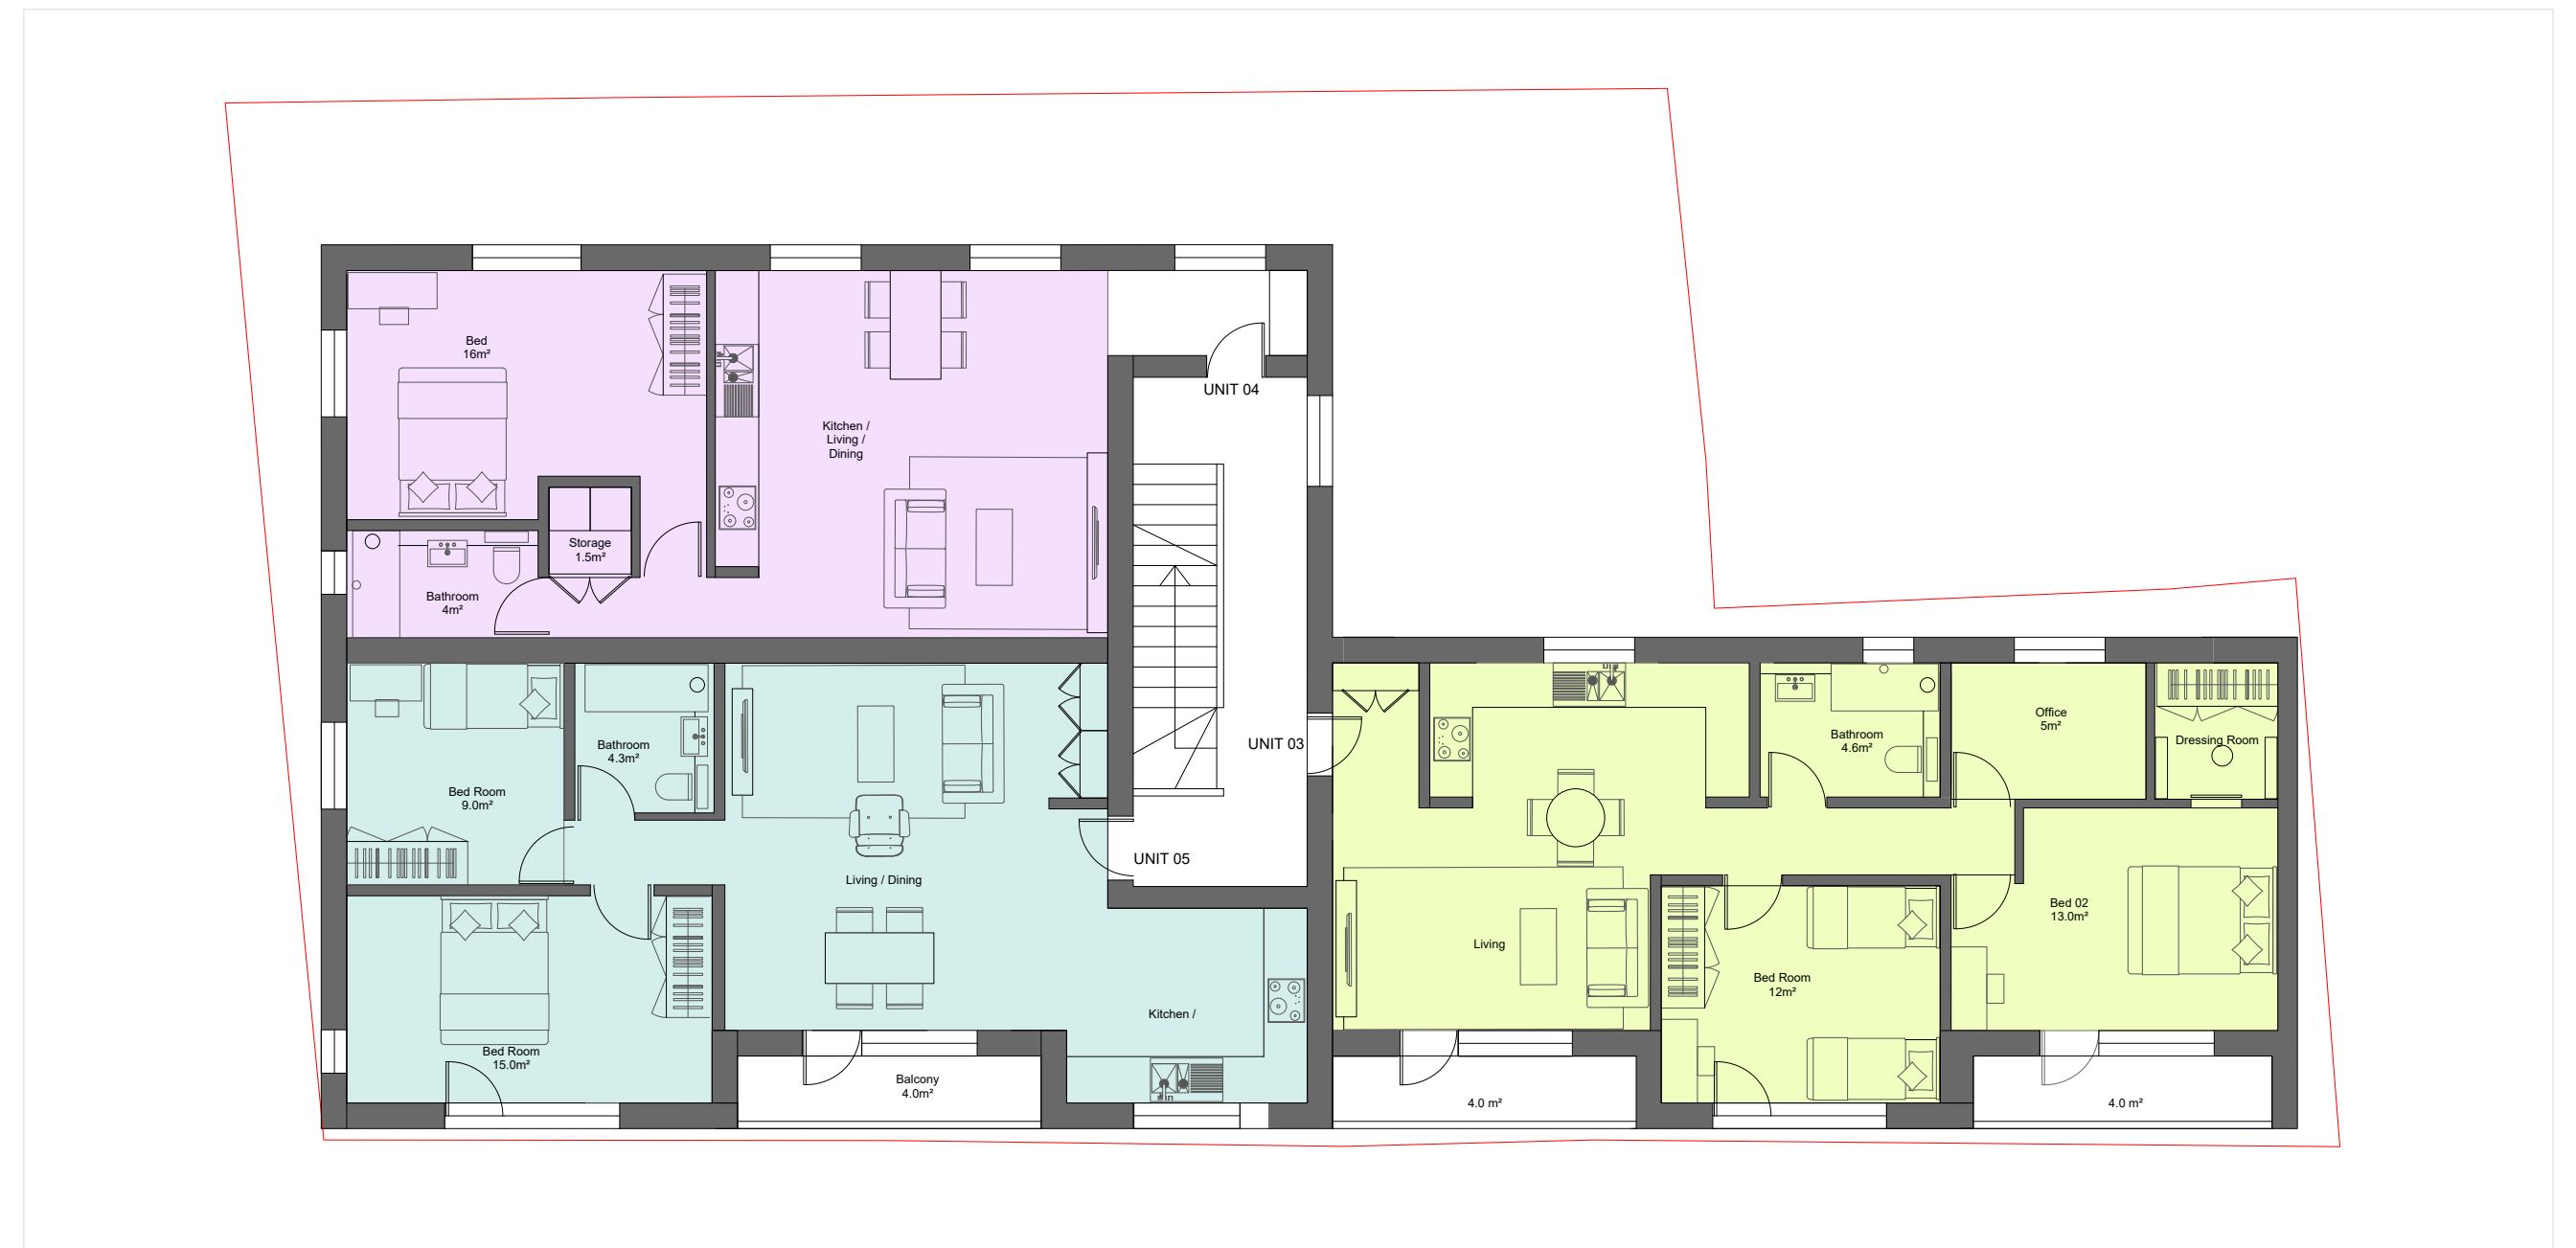 Bed
16m²
Kitchen /
Living /
Dining
UNIT 04
Storage
1.5m²
Bathroom
4m²
Bed Room
9.0m²
Bathroom
4.3m²
Living / Dining
UNIT 03
UNIT 05
Bed Room
15.0m²
Balcony
4.0m²
Kitchen /
Living
4.0 m²
Bathroom
4.6m²
Office
5m²
Dressing Room
Bed Room
12m²
Bed 02
13.0m²
4.0 m²